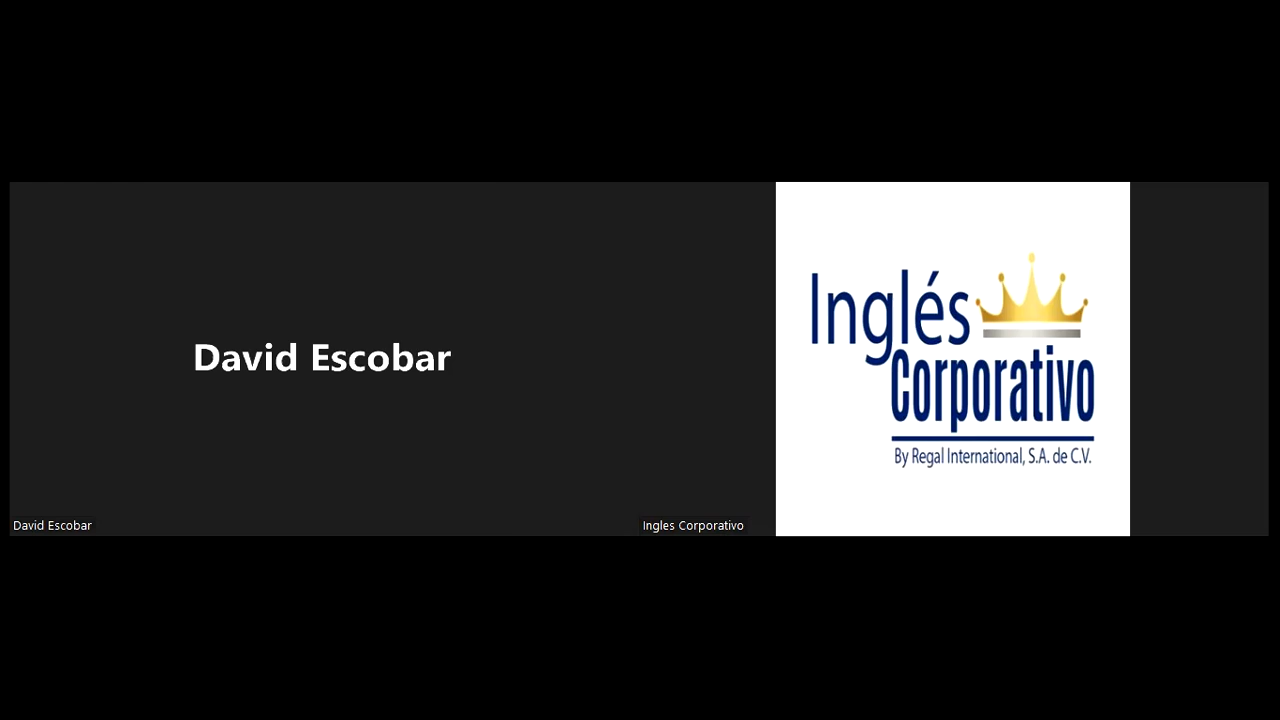 David Escobar
Inglés
Corporativo
By Regal International, S.A. de C.V.
David Escobar
Ingles Corporativo